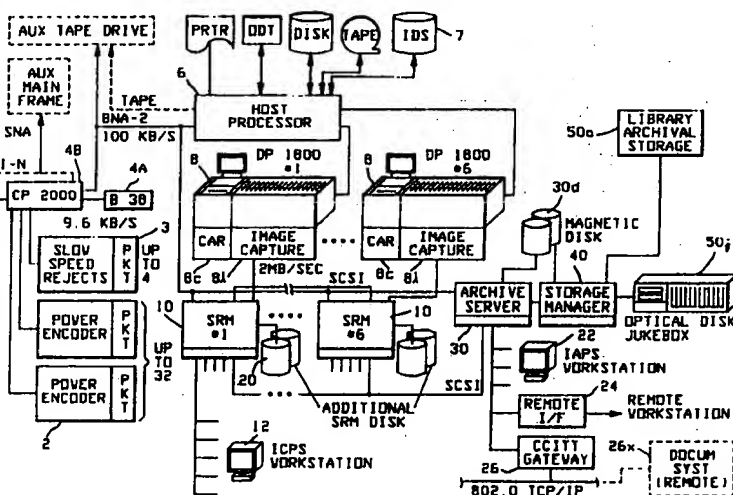 AUX TAPE DRIVE
PRTR
ODT
DISK
TAPE
IDS
7
6
AUX
MAIN
FRAME
TAPE
HOST
PROCESSOR
BNA-2
100 KB/S
SNA
1-N
4B
4A
CP 2000
B 38
9.6 KB/S
8
DP 1800
#1
8
DP 1800
#6
CAR
IMAGE
CAPTURE
CAR
IMAGE
CAPTURE
8c
8i
2MB/SEC
8c
8i
SCSI
50a
LIBRARY
ARCHIVAL
STORAGE
30d
MAGNETIC
DISK
40
50j
3
SLOW
SPEED
REJECTS
PKT
UP TO 4
10
SRM
#1
SRM
#6
10
ARCHIVE
SERVER
30
STORAGE
MANAGER
OPTICAL DISK
JUKEBOX
POWER
ENCODER
PKT
UP
TO
32
20
ADDITIONAL
SRM DISK
SCSI
22
IAPS
WORKSTATION
POWER
ENCODER
PKT
2
24
REMOTE
I/F
REMOTE
WORKSTATION
12
ICPS
WORKSTATION
CCITT
GATEWAY
26
26x
DOCUM
SYST
(REMOTE)
802.0 TCP/IP